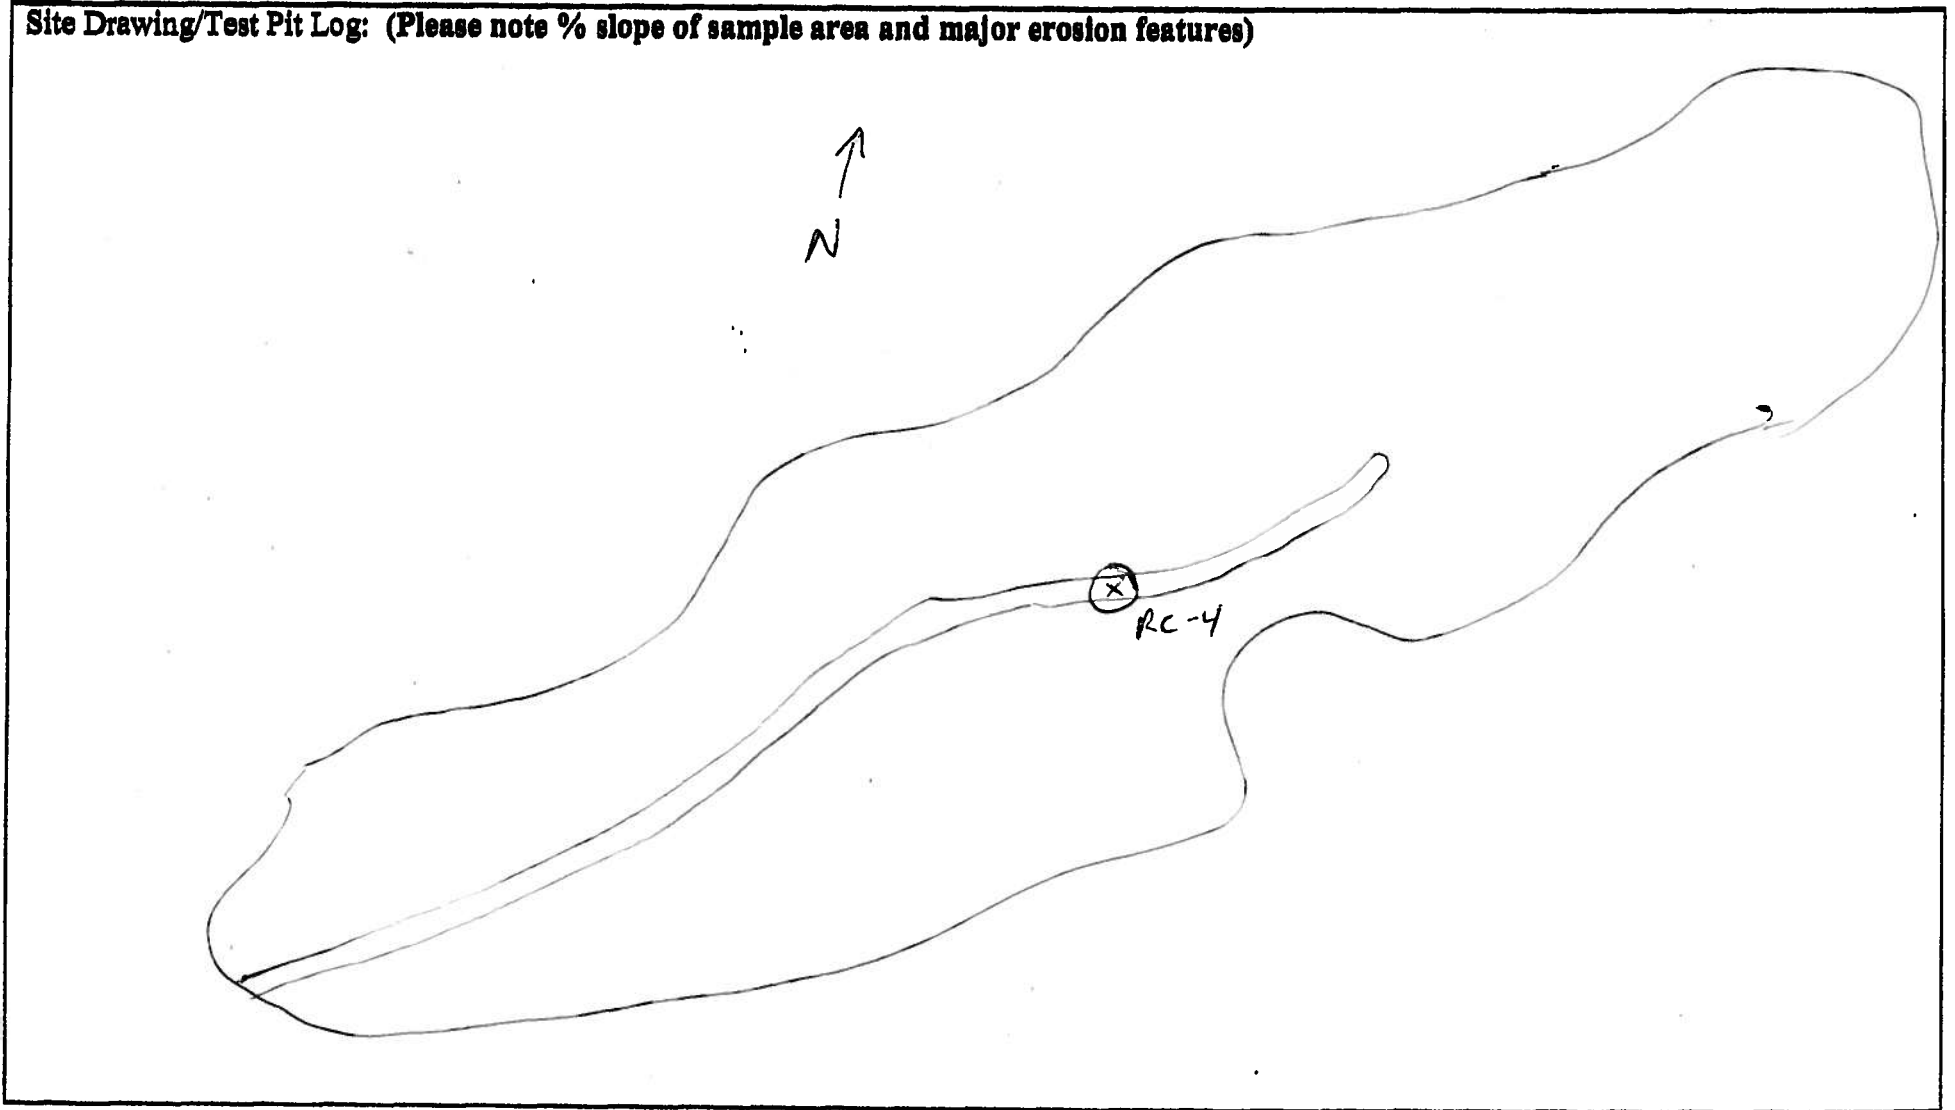 Site Drawing/Test Pit Log: (Please note % slope of sample area and major erosion features)
N
X
RC-4